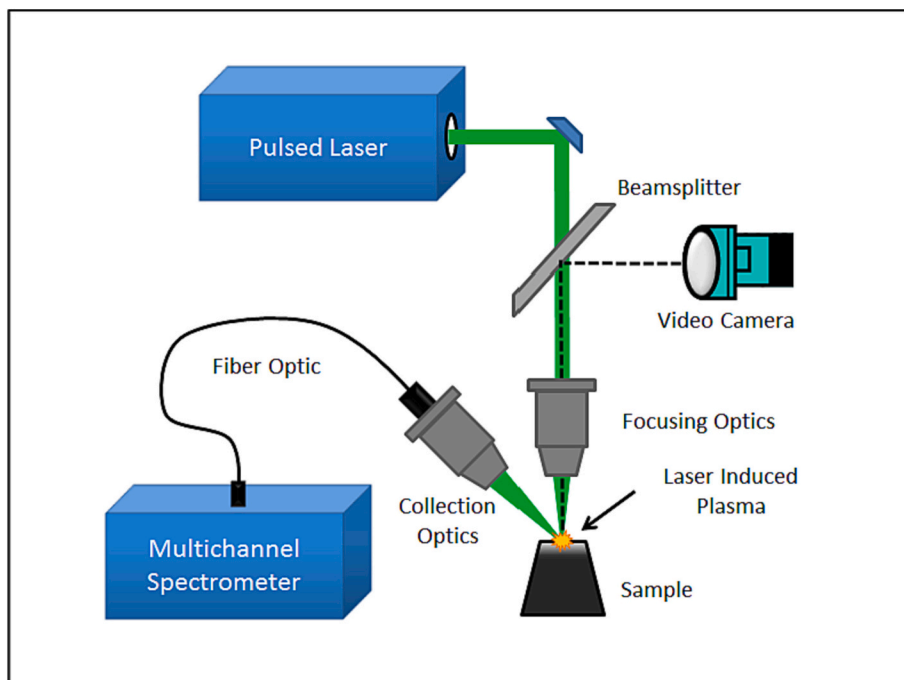 Pulsed Laser
Beamsplitter
Video Camera
Fiber Optic
Focusing Optics
Laser Induced
Plasma
Collection
Optics
Multichannel
Spectrometer
Sample